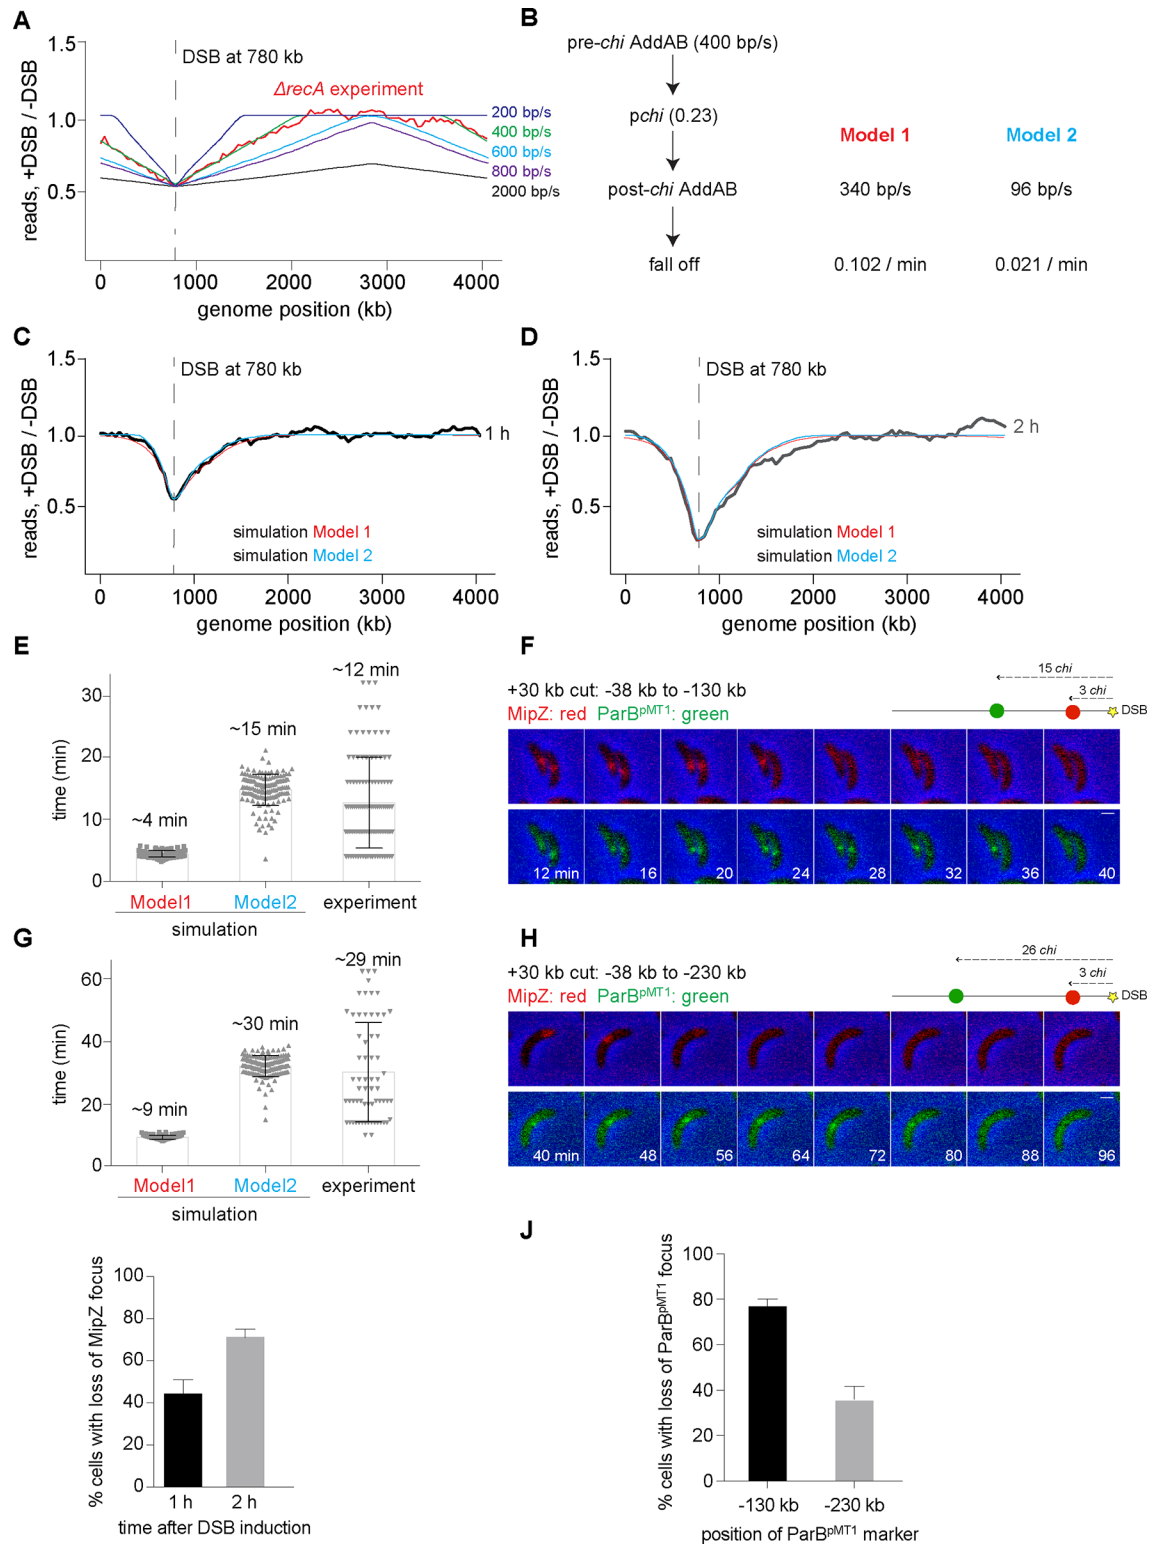 A
1.5
1.0
0.5
reads, +DSB / -DSB
DSB at 780 kb
ΔrecA experiment
200 bp/s
400 bp/s
600 bp/s
800 bp/s
2000 bp/s
0 1000 2000 3000 4000
genome position (kb)
B
pre-chi AddAB (400 bp/s)
pchi (0.23)
Model 1 Model 2
post-chi AddAB 340 bp/s 96 bp/s
fall off 0.102 / min 0.021 / min
C
1.5
1.0
0.5
reads, +DSB / -DSB
DSB at 780 kb
1 h
simulation Model 1
simulation Model 2
0 1000 2000 3000 4000
genome position (kb)
D
1.5
1.0
0.5
reads, +DSB / -DSB
DSB at 780 kb
2 h
simulation Model 1
simulation Model 2
0 1000 2000 3000 4000
genome position (kb)
E
30
20
10
0
time (min)
~4 min
~15 min
~12 min
Model1 Model2 experiment
simulation
F
+30 kb cut: -38 kb to -130 kb
MipZ: red ParBpMT1: green
15 chi
3 chi
DSB
12 min 16 20 24 28 32 36 40
G
60
40
20
0
time (min)
~9 min
~30 min
~29 min
Model1 Model2 experiment
simulation
H
+30 kb cut: -38 kb to -230 kb
MipZ: red ParBpMT1: green
26 chi
3 chi
DSB
40 min 48 56 64 72 80 88 96
100
80
60
40
20
0
% cells with loss of MipZ focus
1 h 2 h
time after DSB induction
J
100
80
60
40
20
0
% cells with loss of ParBpMT1 focus
-130 kb -230 kb
position of ParBpMT1 marker